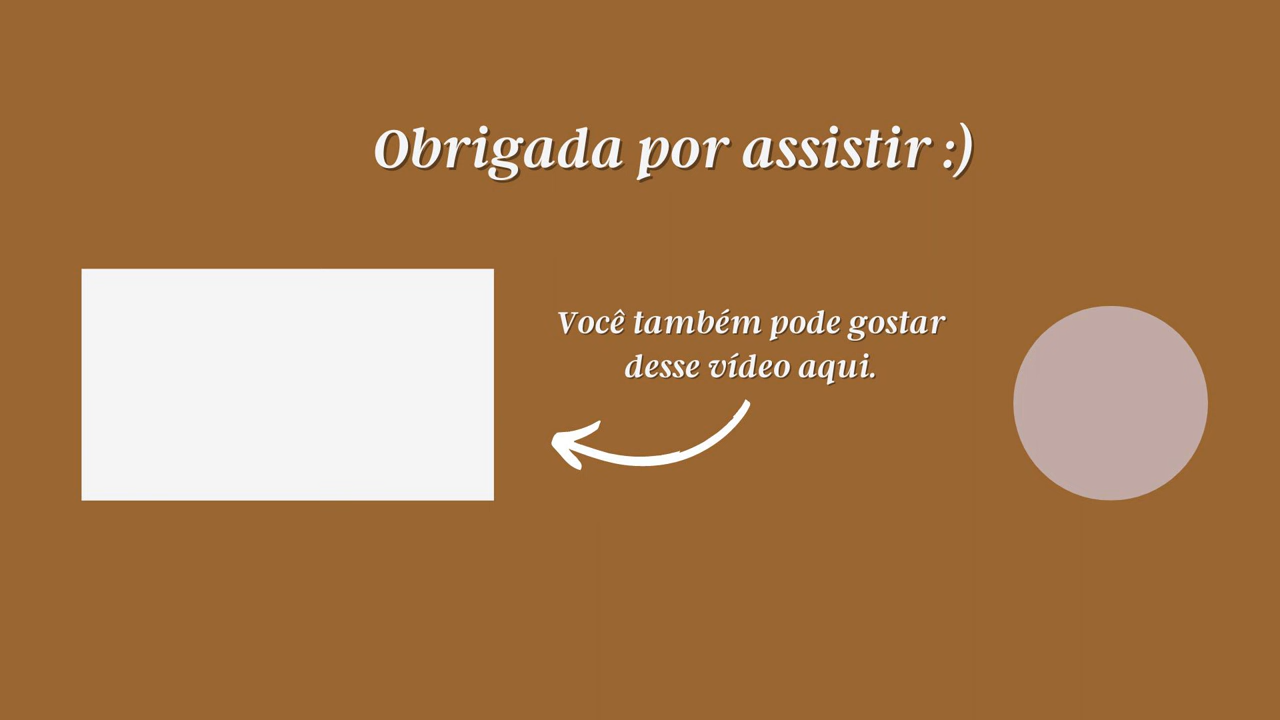 Obrigada por assistir :)
Você também pode gostar
desse vídeo aqui.